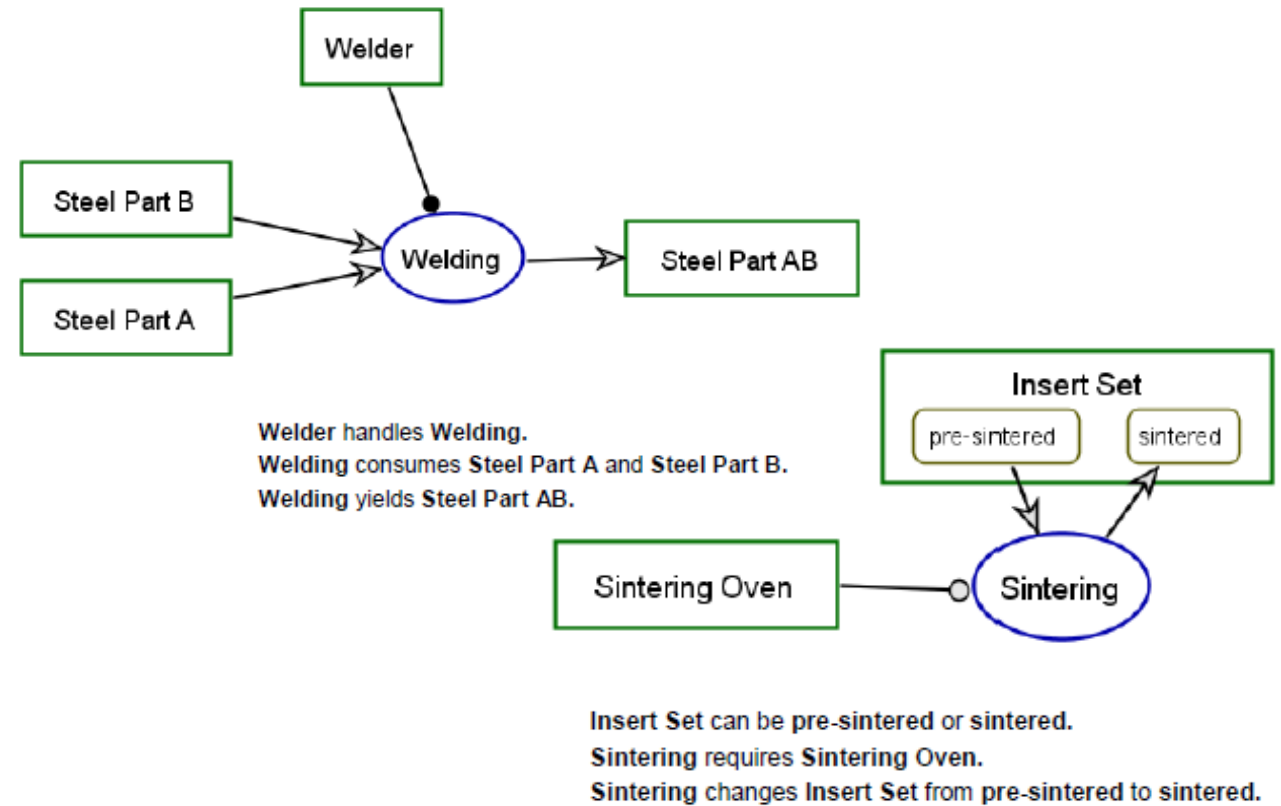 Welder
Steel Part B
Welding
Steel Part AB
Steel Part A
Insert Set
pre-sintered
sintered
Welder handles Welding.
Welding consumes Steel Part A and Steel Part B.
Welding yields Steel Part AB.
Sintering Oven
Sintering
Insert Set can be pre-sintered or sintered.
Sintering requires Sintering Oven.
Sintering changes Insert Set from pre-sintered to sintered.